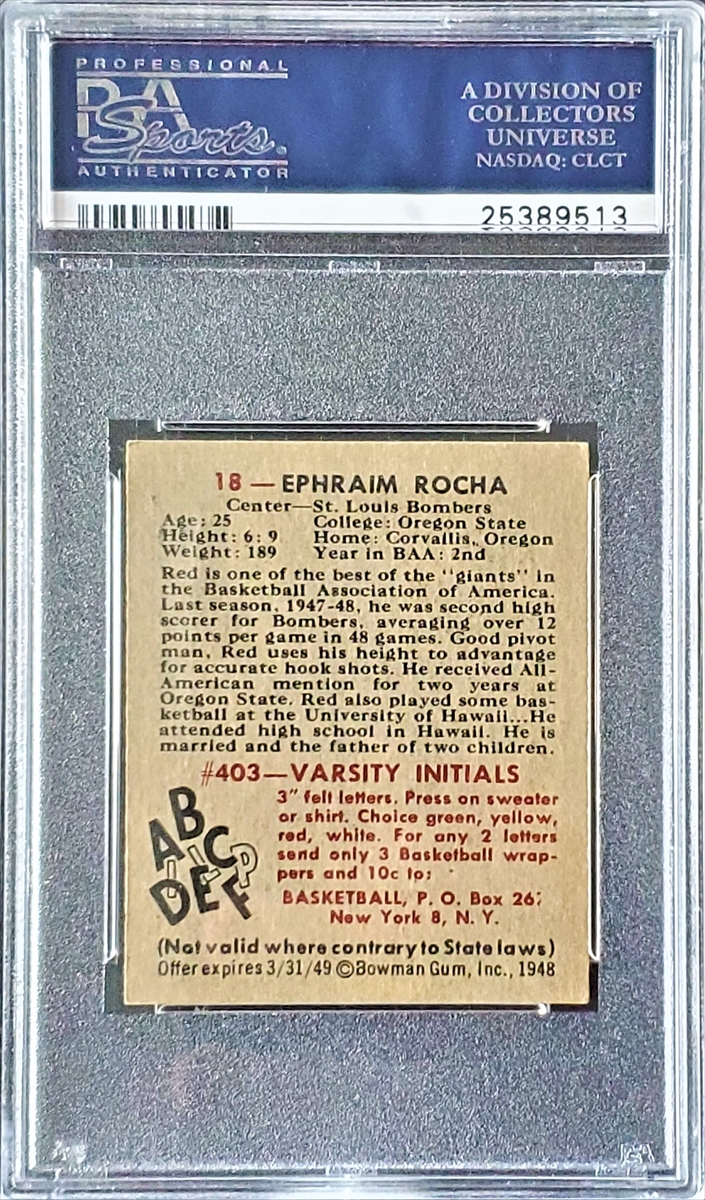 PROFESSIONAL
PSA
Sports
AUTHENTICATOR
A DIVISION OF
COLLECTORS
UNIVERSE
NASDAQ: CLCT
25389513
18 — EPHRAIM ROCHA
Center—St. Louis Bombers
Age: 25 College: Oregon State
Height: 6: 9 Home: Corvallis, Oregon
Weight: 189 Year in BAA: 2nd
Red is one of the best of the "giants" in
the Basketball Association of America.
Last season, 1947-48, he was second high
scorer for Bombers, averaging over 12
points per game in 48 games. Good pivot
man, Red uses his height to advantage
for accurate hook shots. He received All-
American mention for two years at
Oregon State. Red also played some bas-
ketball at the University of Hawaii...He
attended high school in Hawaii. He is
married and the father of two children.
#403—VARSITY INITIALS
3" felt letters. Press on sweater
or shirt. Choice green, yellow,
red, white. For any 2 letters
send only 3 Basketball wrap-
pers and 10c to:
BASKETBALL, P. O. Box
New York 8, N. Y.
A B C
D E F
(Not valid where contrary to State laws)
Offer expires 3/31/49 ©Bowman Gum, Inc., 1948